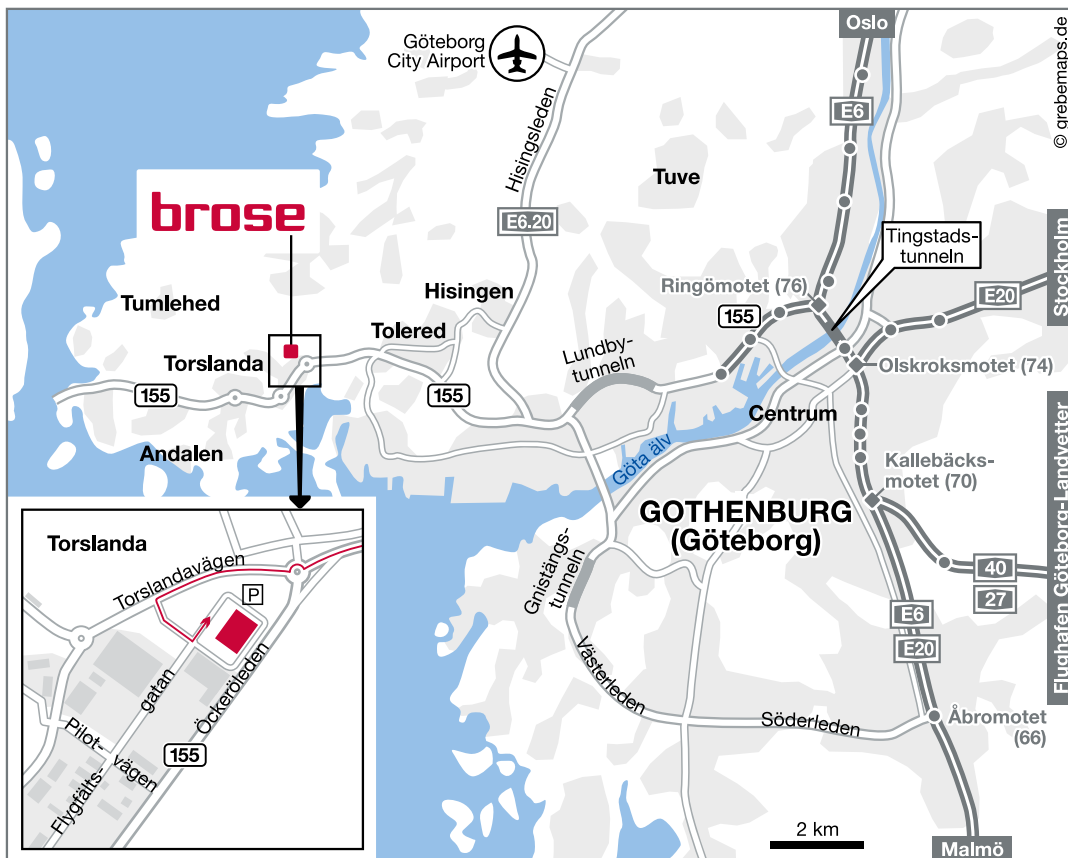 Oslo
© grebemaps.de
Göteborg
City Airport
Hisingsleden
E6
Tuve
brose
E6.20
Tingstads-
tunneln
Stockholm
Ringömotet (76)
E20
Hisingen
Tumlehed
155
Tolered
Lundby-
tunneln
Torslanda
Olskroksmotet (74)
155
155
Centrum
Andalen
Göta älv
Kallebäcks-
motet (70)
GOTHENBURG
(Göteborg)
Flughafen Göteborg-Landvetter
Gnistängs-
tunneln
40
27
E6
E20
Västerleden
Söderleden
Åbromotet
(66)
2 km
Malmö
Torslanda
Torslandavägen
P
Öckeröleden
Flygfälts-
gatan
Pilot-
vägen
155